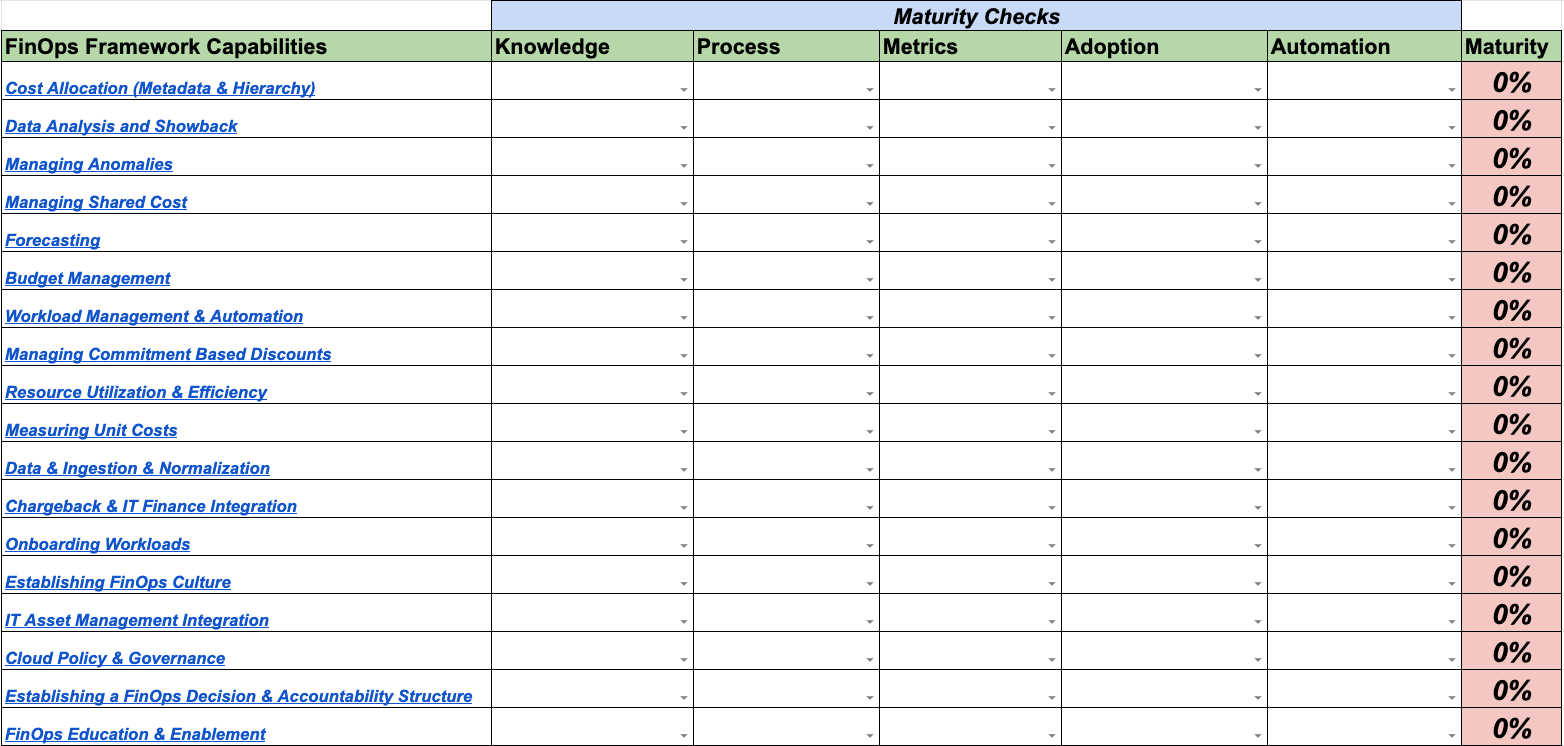 Maturity Checks
FinOps Framework Capabilities Knowledge Process Metrics Adoption Automation Maturity
Cost Allocation (Metadata & Hierarchy) 0%
Data Analysis and Showback 0%
Managing Anomalies 0%
Managing Shared Cost 0%
Forecasting 0%
Budget Management 0%
Workload Management & Automation 0%
Managing Commitment Based Discounts 0%
Resource Utilization & Efficiency 0%
Measuring Unit Costs 0%
Data & Ingestion & Normalization 0%
Chargeback & IT Finance Integration 0%
Onboarding Workloads 0%
Establishing FinOps Culture 0%
IT Asset Management Integration 0%
Cloud Policy & Governance 0%
Establishing a FinOps Decision & Accountability Structure 0%
FinOps Education & Enablement 0%